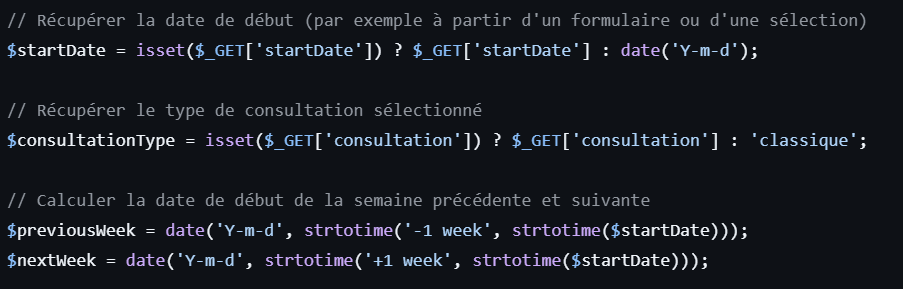 // Récupérer la date de début (par exemple à partir d'un formulaire ou d'une sélection)
$startDate = isset($_GET['startDate']) ? $_GET['startDate'] : date('Y-m-d');
// Récupérer le type de consultation sélectionné
$consultationType = isset($_GET['consultation']) ? $_GET['consultation'] : 'classique';
// Calculer la date de début de la semaine précédente et suivante
$previousWeek = date('Y-m-d', strtotime('-1 week', strtotime($startDate)));
$nextWeek = date('Y-m-d', strtotime('+1 week', strtotime($startDate)));